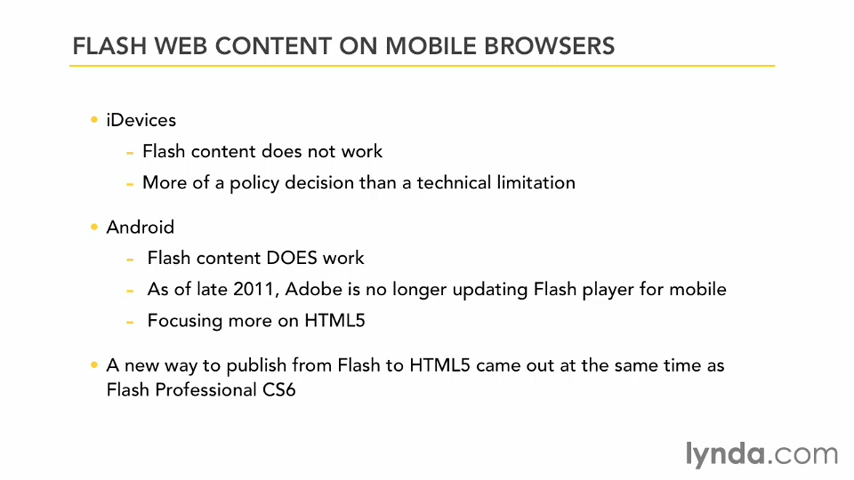 FLASH WEB CONTENT ON MOBILE BROWSERS
• iDevices
- Flash content does not work
- More of a policy decision than a technical limitation
• Android
- Flash content DOES work
- As of late 2011, Adobe is no longer updating Flash player for mobile
- Focusing more on HTML5
• A new way to publish from Flash to HTML5 came out at the same time as
Flash Professional CS6
lynda.com